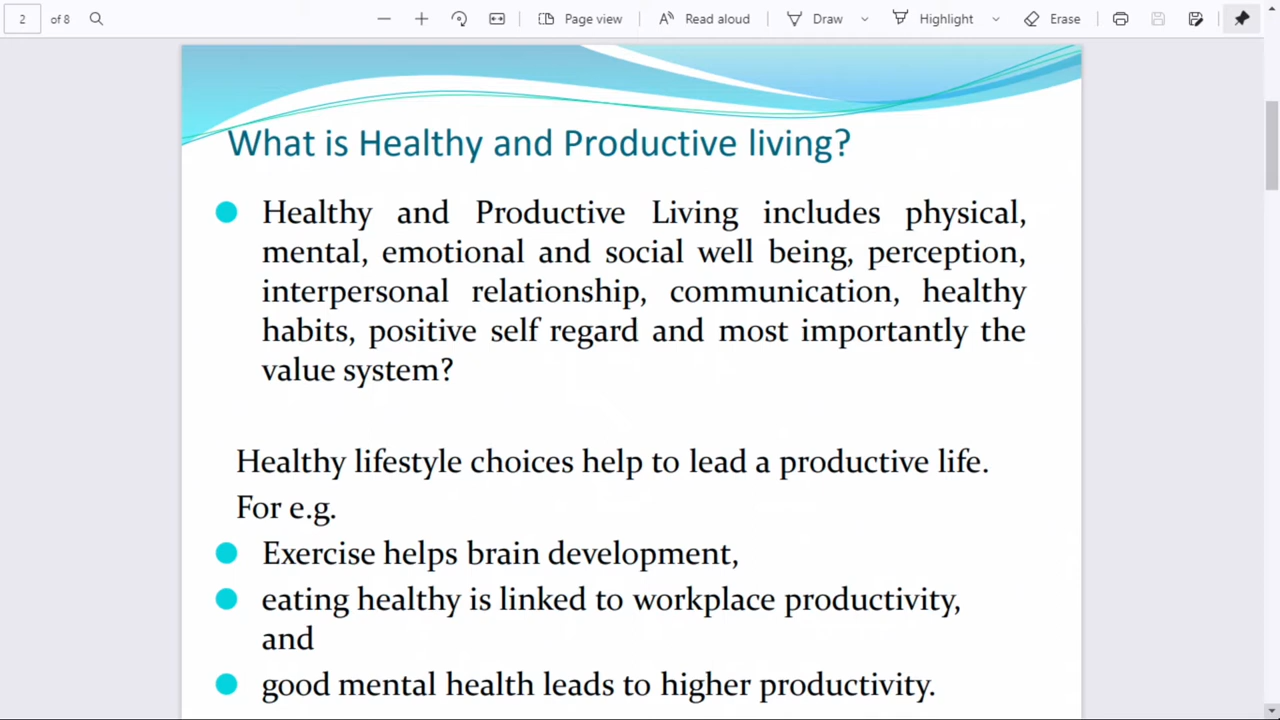 2 of 8 Page view Read aloud Draw Highlight Erase
What is Healthy and Productive living?
Healthy and Productive Living includes physical,
mental, emotional and social well being, perception,
interpersonal relationship, communication, healthy
habits, positive self regard and most importantly the
value system?
Healthy lifestyle choices help to lead a productive life.
For e.g.
Exercise helps brain development,
eating healthy is linked to workplace productivity,
and
good mental health leads to higher productivity.